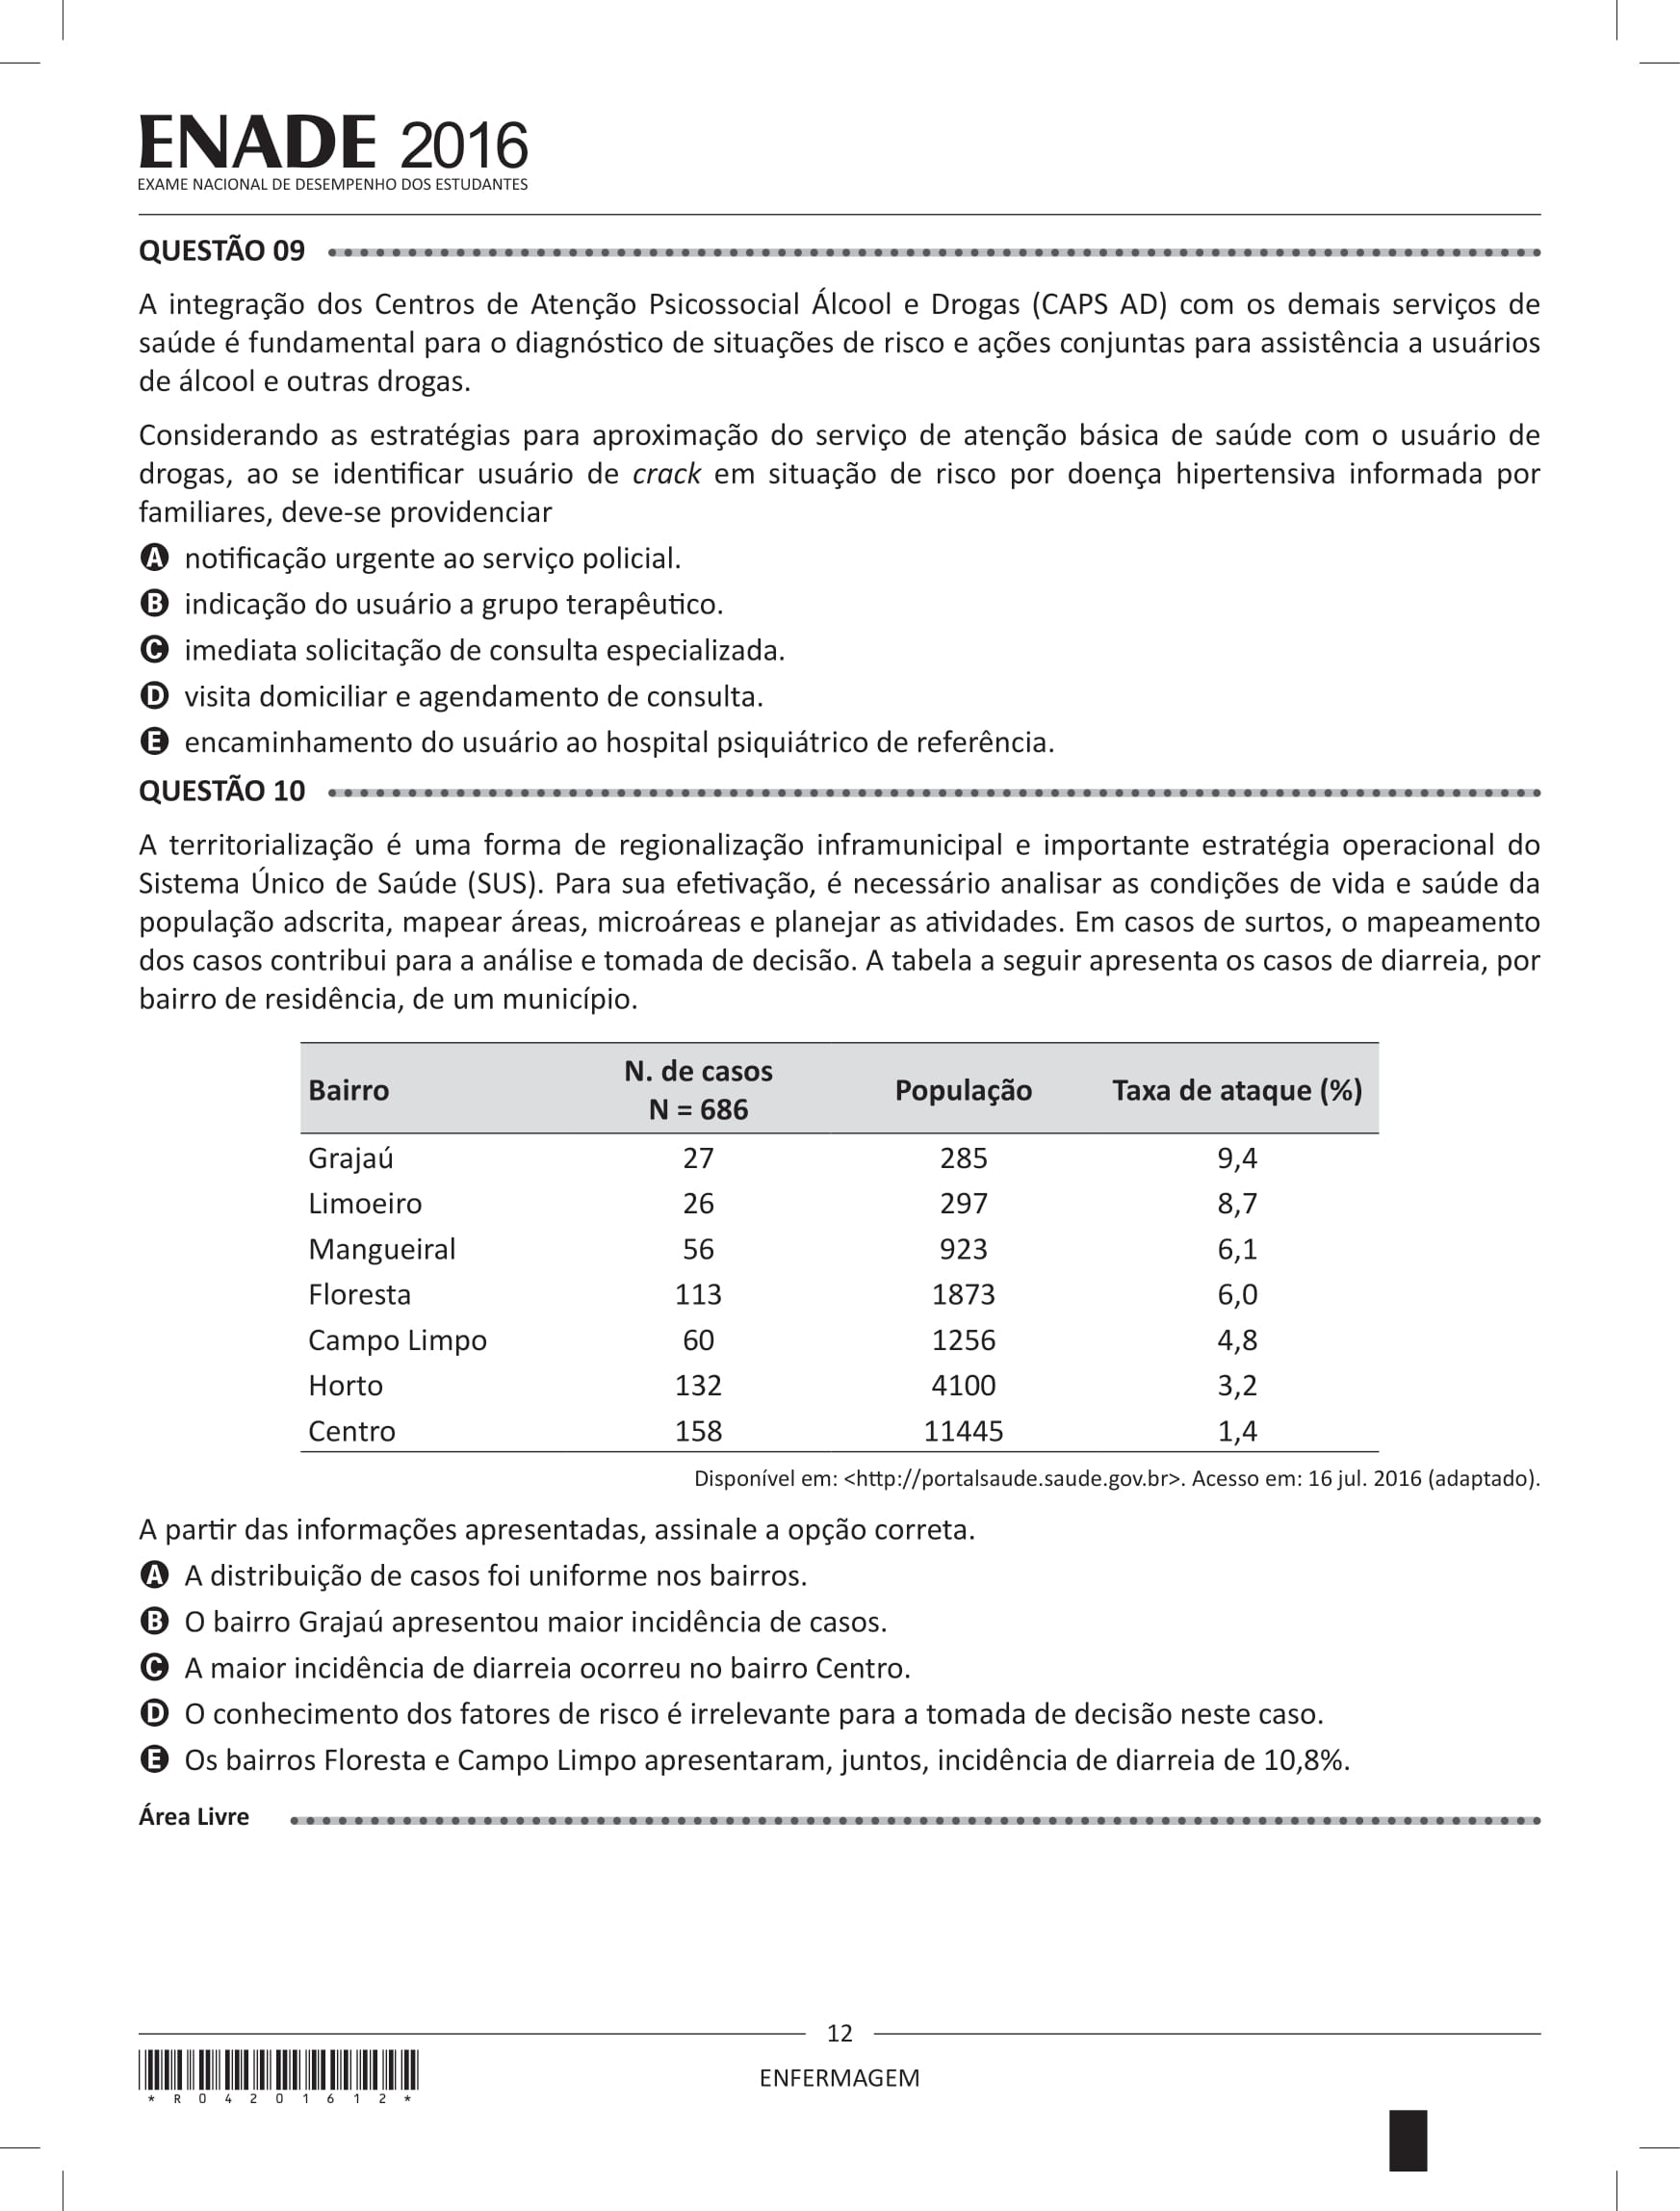 ENADE 2016
EXAME NACIONAL DE DESEMPENHO DOS ESTUDANTES
QUESTÃO 09
A integração dos Centros de Atenção Psicossocial Álcool e Drogas (CAPS AD) com os demais serviços de
saúde é fundamental para o diagnóstico de situações de risco e ações conjuntas para assistência a usuários
de álcool e outras drogas.
Considerando as estratégias para aproximação do serviço de atenção básica de saúde com o usuário de
drogas, ao se identificar usuário de crack em situação de risco por doença hipertensiva informada por
familiares, deve-se providenciar
A notificação urgente ao serviço policial.
B indicação do usuário a grupo terapêutico.
C imediata solicitação de consulta especializada.
D visita domiciliar e agendamento de consulta.
E encaminhamento do usuário ao hospital psiquiátrico de referência.
QUESTÃO 10
A territorialização é uma forma de regionalização inframunicipal e importante estratégia operacional do
Sistema Único de Saúde (SUS). Para sua efetivação, é necessário analisar as condições de vida e saúde da
população adscrita, mapear áreas, microáreas e planejar as atividades. Em casos de surtos, o mapeamento
dos casos contribui para a análise e tomada de decisão. A tabela a seguir apresenta os casos de diarreia, por
bairro de residência, de um município.
Bairro N. de casos N = 686 População Taxa de ataque (%)
Grajaú 27 285 9,4
Limoeiro 26 297 8,7
Mangueiral 56 923 6,1
Floresta 113 1873 6,0
Campo Limpo 60 1256 4,8
Horto 132 4100 3,2
Centro 158 11445 1,4
Disponível em: <http://portalsaude.saude.gov.br>. Acesso em: 16 jul. 2016 (adaptado).
A partir das informações apresentadas, assinale a opção correta.
A A distribuição de casos foi uniforme nos bairros.
B O bairro Grajaú apresentou maior incidência de casos.
C A maior incidência de diarreia ocorreu no bairro Centro.
D O conhecimento dos fatores de risco é irrelevante para a tomada de decisão neste caso.
E Os bairros Floresta e Campo Limpo apresentaram, juntos, incidência de diarreia de 10,8%.
Área Livre
12
ENFERMAGEM
* R 0 4 2 0 1 6 1 2 *